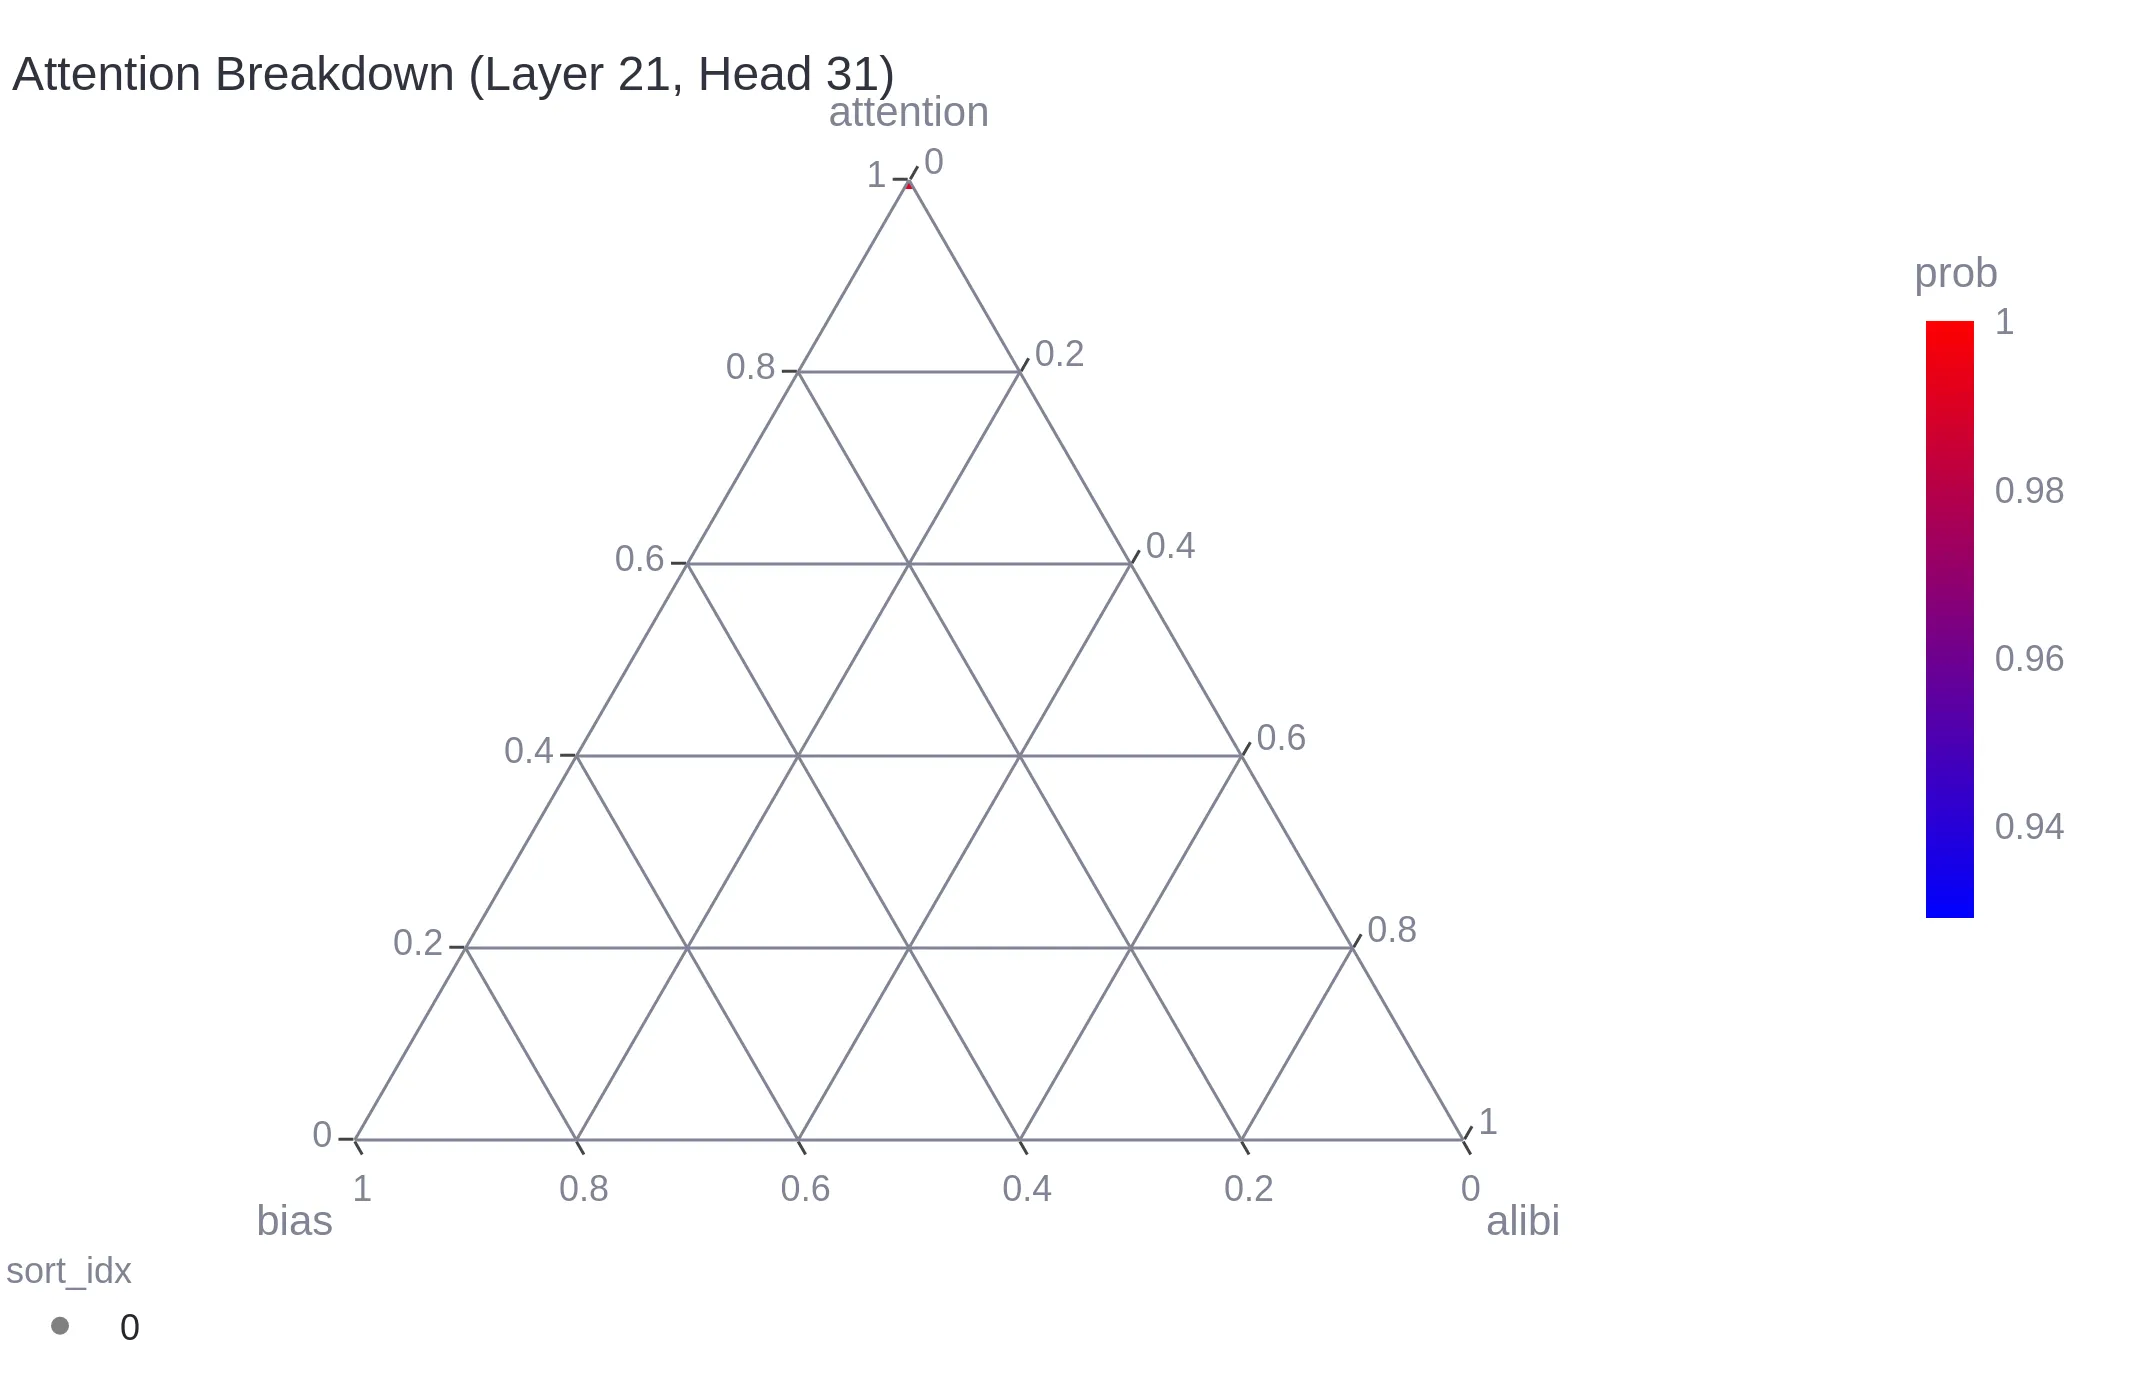 Attention Breakdown (Layer 21, Head 31)
attention
1 0
0.8 0.2
0.6 0.4
0.4 0.6
0.2 0.8
0 1
1 0.8 0.6 0.4 0.2 0
bias alibi
prob
1
0.98
0.96
0.94
sort_idx
0